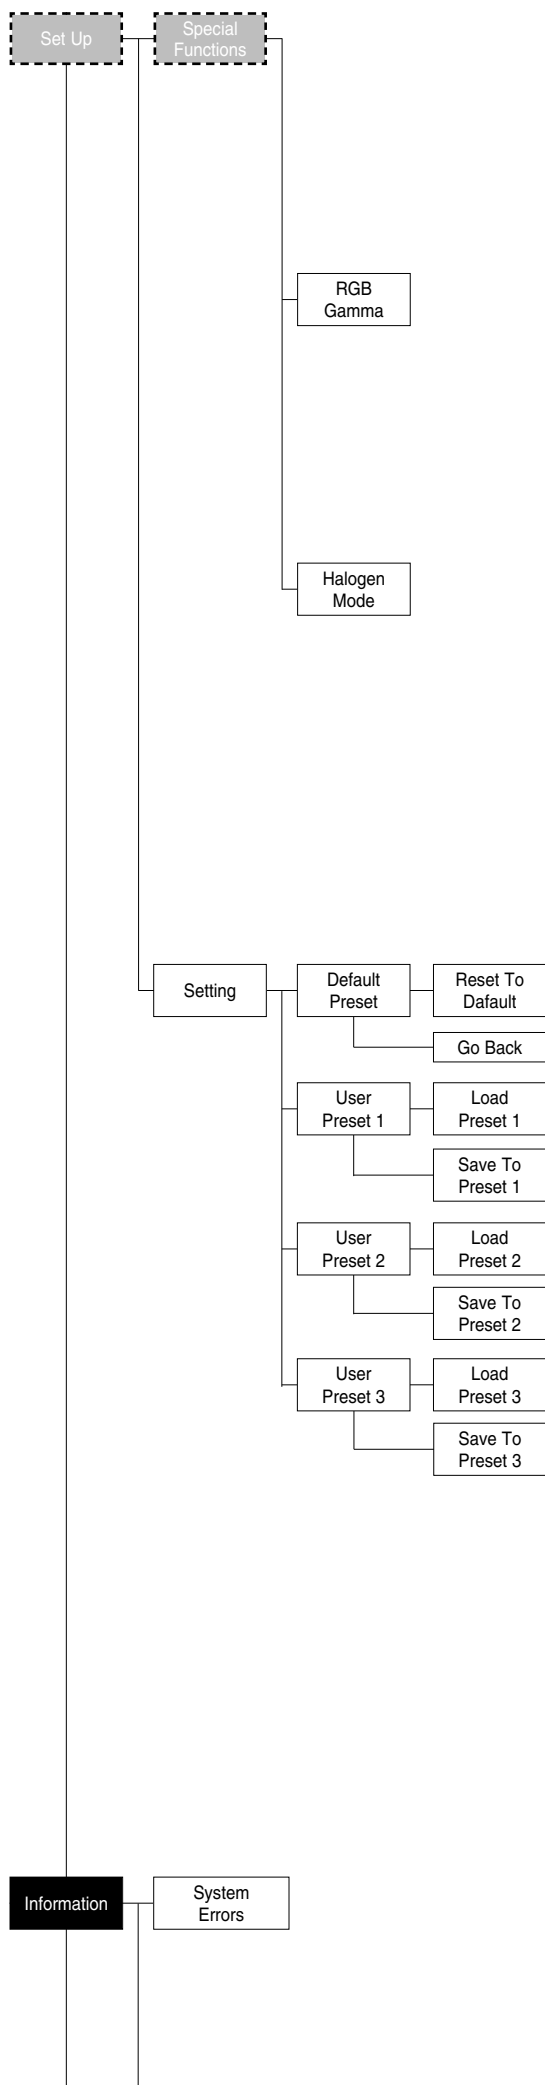 Set Up
Special
Functions
RGB
Gamma
Halogen
Mode
Setting
Default
Preset
Reset To
Dafault
Go Back
User
Preset 1
Load
Preset 1
Save To
Preset 1
User
Preset 2
Load
Preset 2
Save To
Preset 2
User
Preset 3
Load
Preset 3
Save To
Preset 3
Information
System
Errors